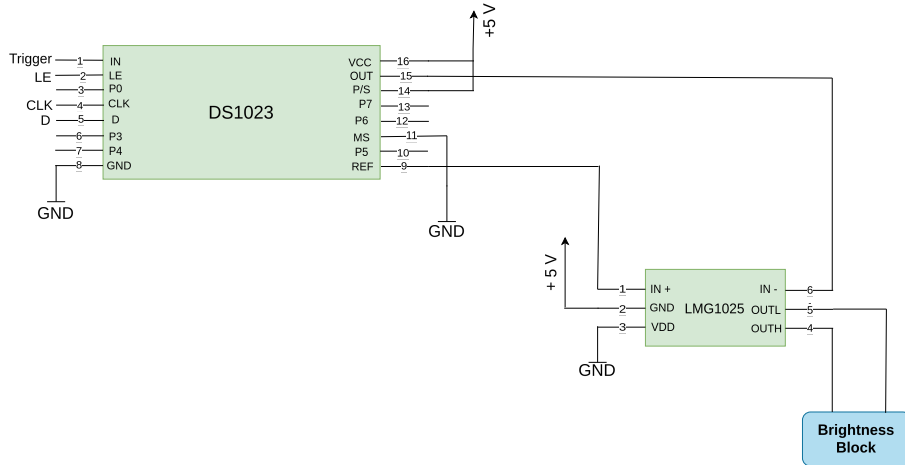 +5 V
Trigger 1 IN
LE 2 LE
3 P0
CLK 4 CLK
D 5 D
6 P3
7 P4
8 GND
GND
DS1023
VCC 16
OUT 15
P/S 14
P7 13
P6 12
MS 11
P5 10
REF 9
GND
+ 5 V
1 IN +
2 GND
3 VDD
GND
LMG1025
IN - 6
OUTL 5
OUTH 4
Brightness
Block